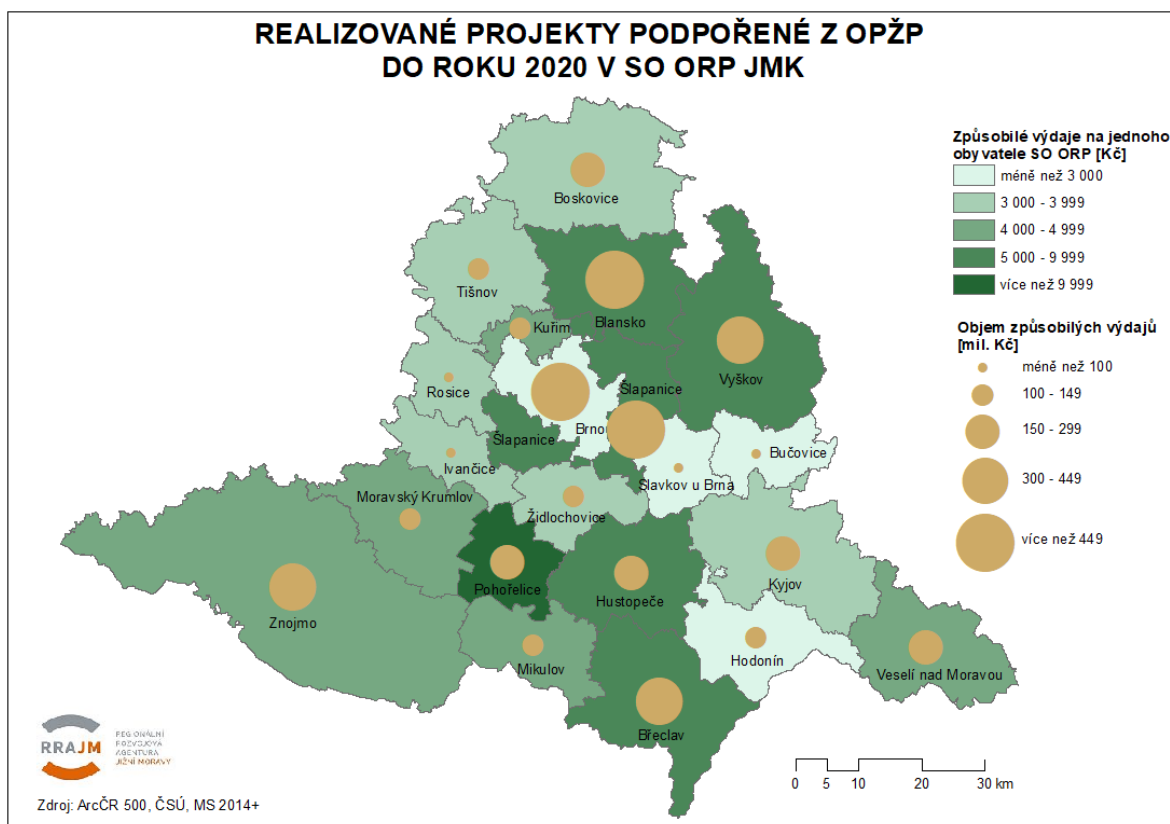 REALIZOVANÉ PROJEKTY PODPOŘENÉ Z OPŽP
DO ROKU 2020 V SO ORP JMK
Způsobilé výdaje na jednoho
obyvatele SO ORP [Kč]
méně než 3 000
3 000 - 3 999
4 000 - 4 999
5 000 - 9 999
více než 9 999
Objem způsobilých výdajů
[mil. Kč]
méně než 100
100 - 149
150 - 299
300 - 449
více než 449
Boskovice
Tišnov
Blansko
Kuřim
Vyškov
Rosice
Šlapanice
Brno
Šlapanice
Bučovice
Ivančice
Slavkov u Brna
Moravský Krumlov
Židlochovice
Pohořelice
Hustopeče
Kyjov
Znojmo
Mikulov
Hodonín
Veselí nad Moravou
Břeclav
RRAJM
REGIONÁLNÍ
ROZVOJOVÁ
AGENTURA
JIŽNÍ MORAVY
0 5 10 20 30 km
Zdroj: ArcČR 500, ČSÚ, MS 2014+